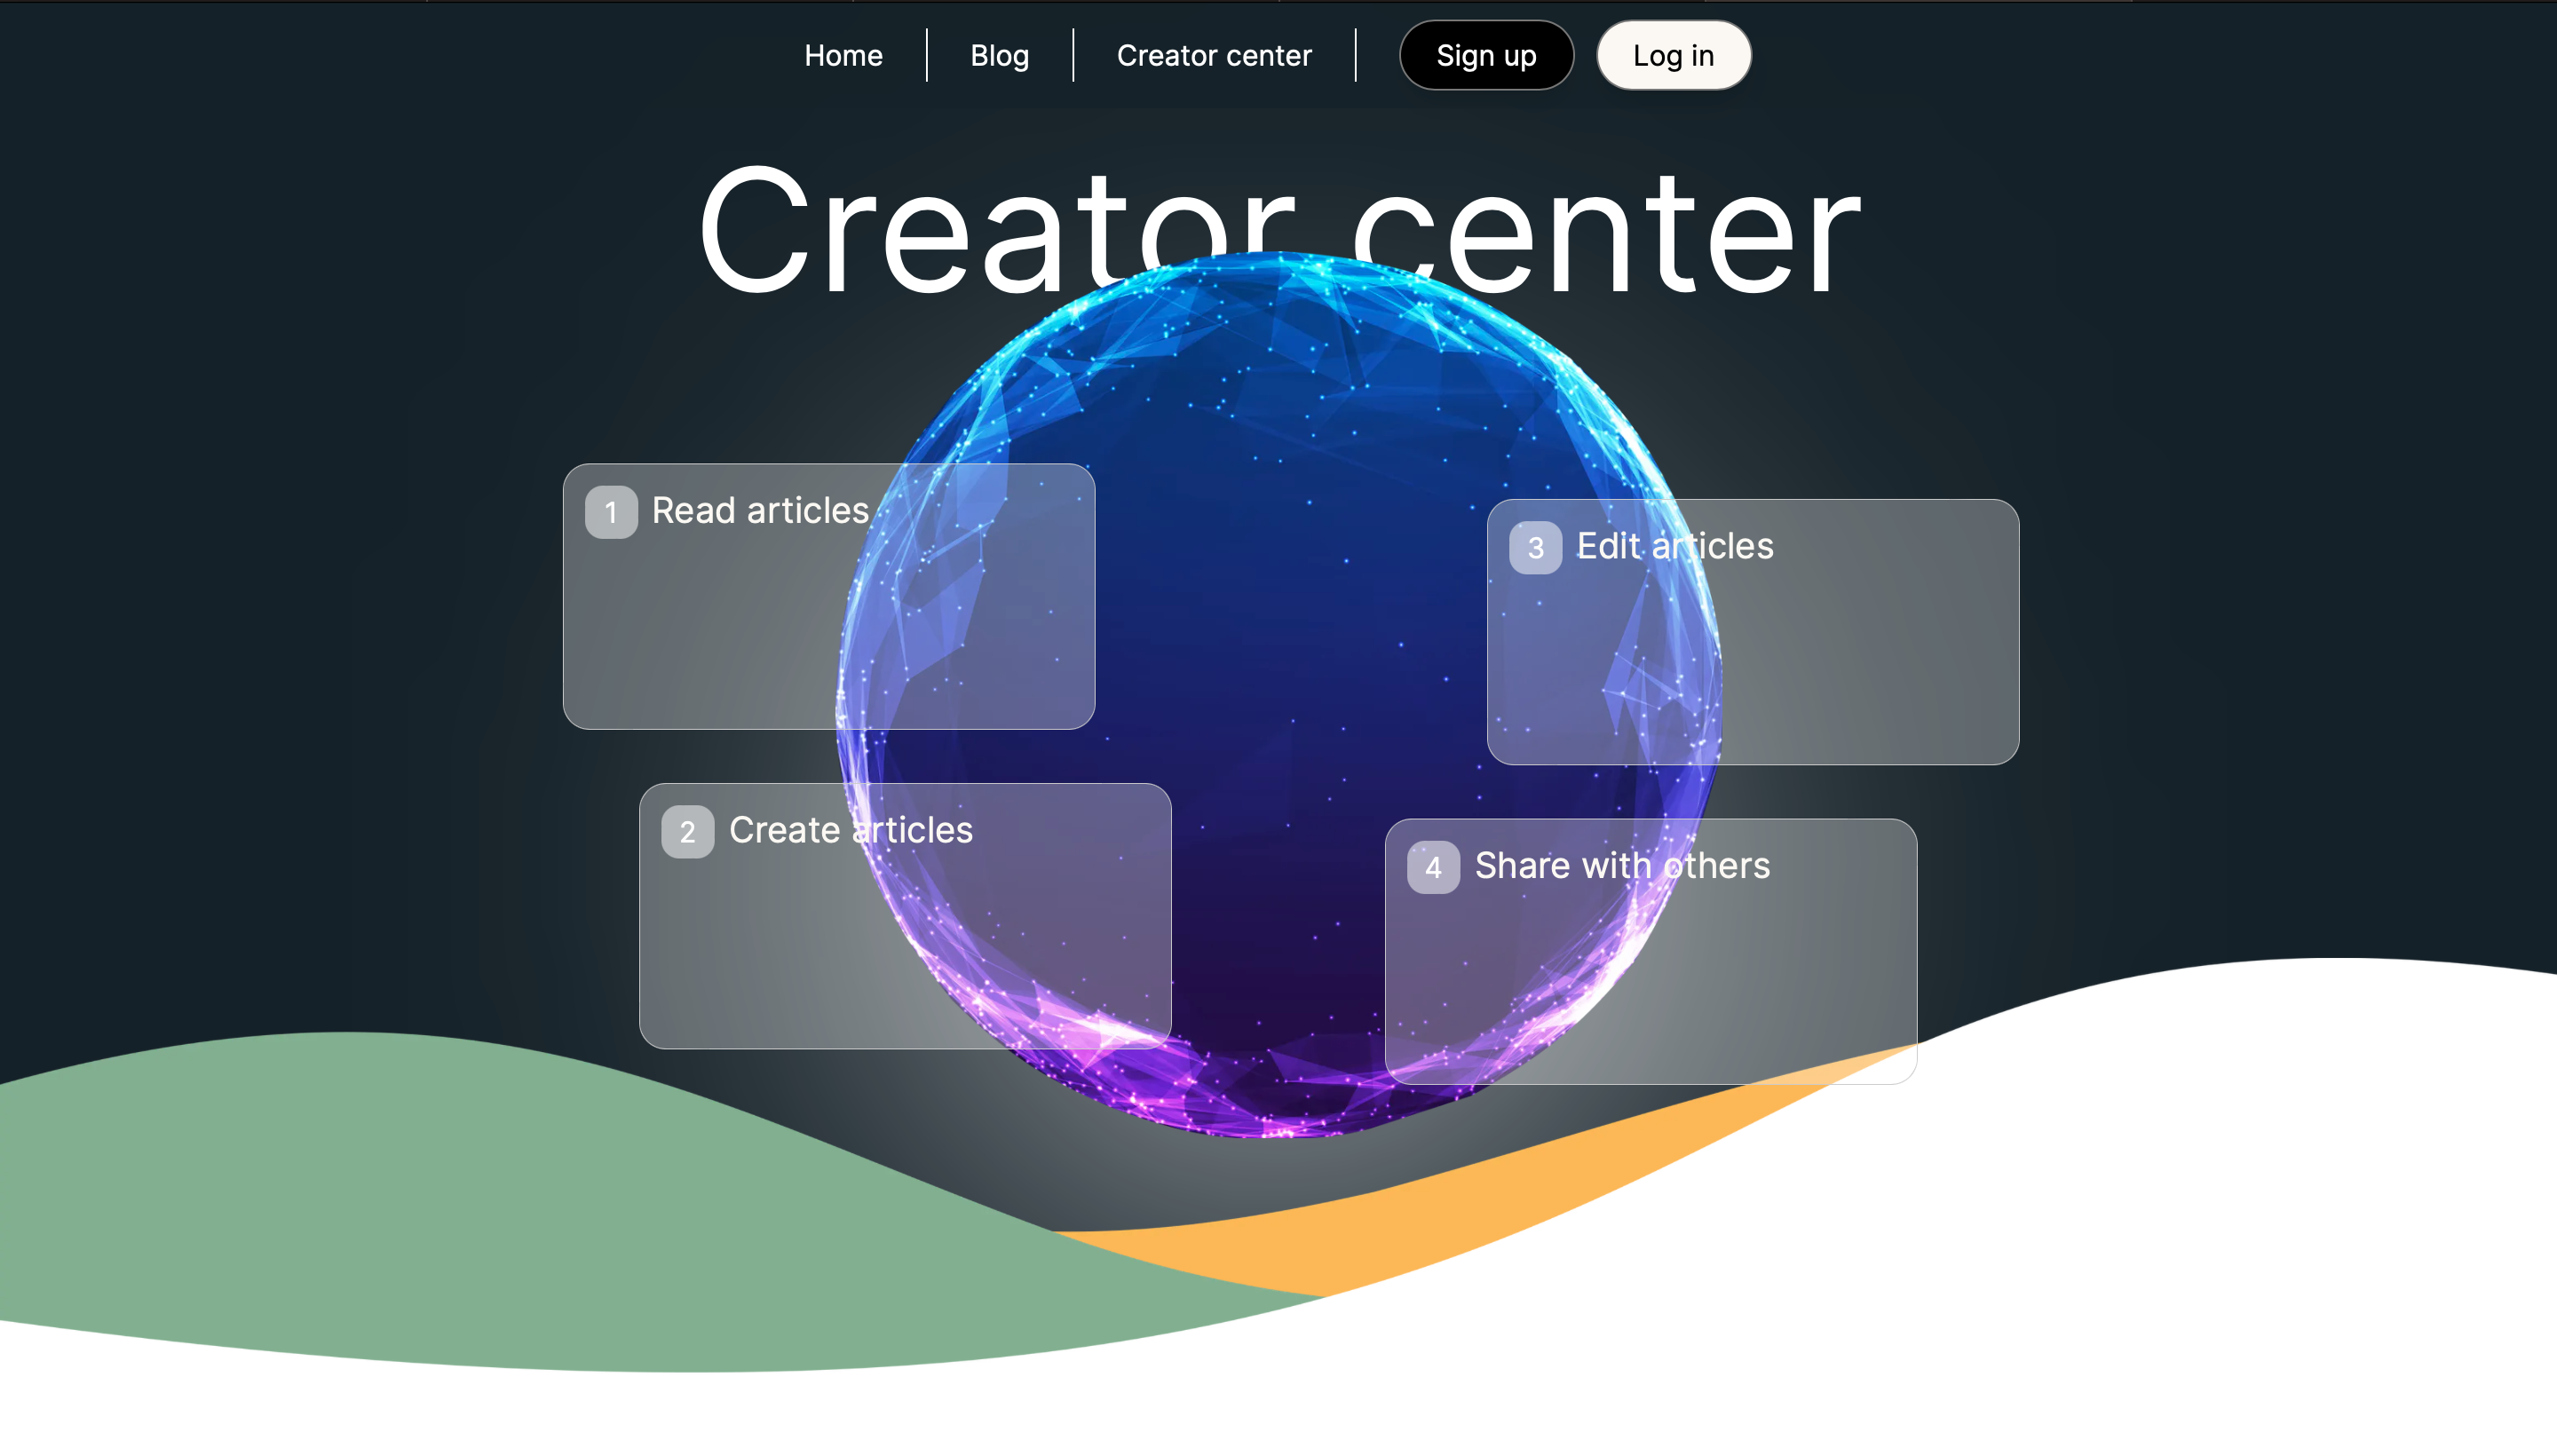 Home Blog Creator center Sign up Log in
Creator center
1 Read articles
2 Create articles
3 Edit articles
4 Share with others